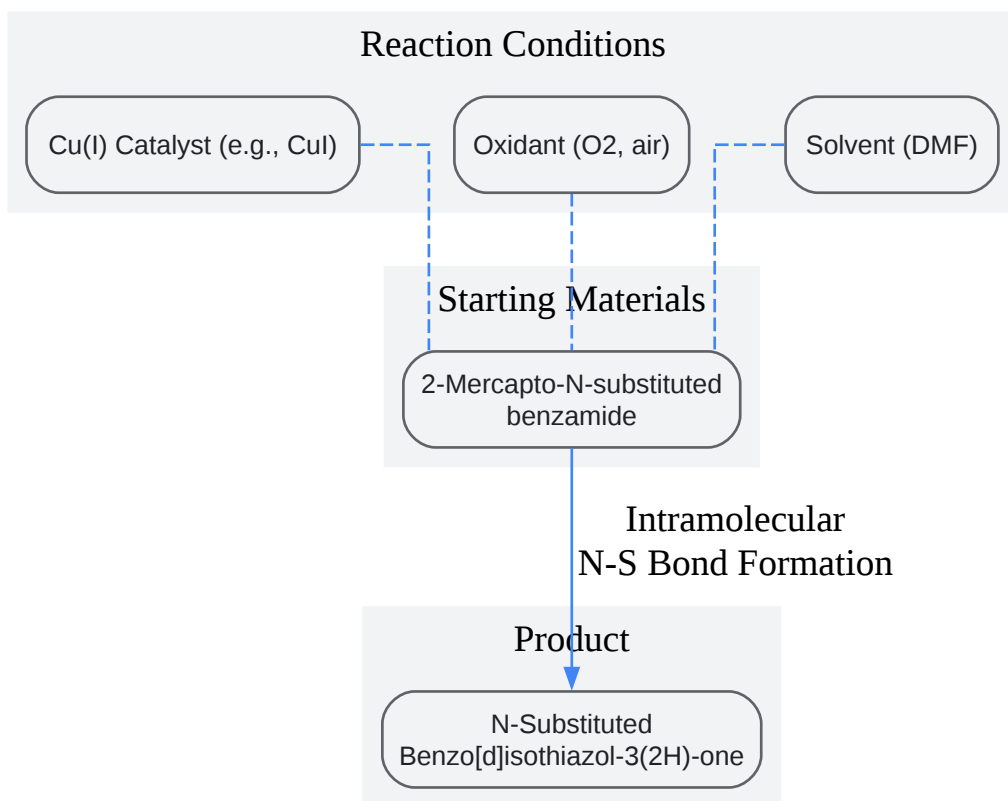 Reaction Conditions
Cu(I) Catalyst (e.g., CuI)
Oxidant (O2, air)
Solvent (DMF)
Starting Materials
2-Mercapto-N-substituted
benzamide
Intramolecular
N-S Bond Formation
Product
N-Substituted
Benzo[d]isothiazol-3(2H)-one